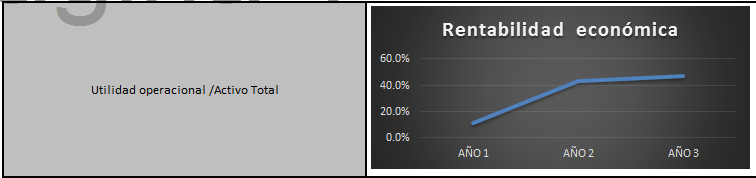 Utilidad operacional /Activo Total
Rentabilidad económica
60.0%
40.0%
20.0%
0.0%
AÑO 1 AÑO 2 AÑO 3